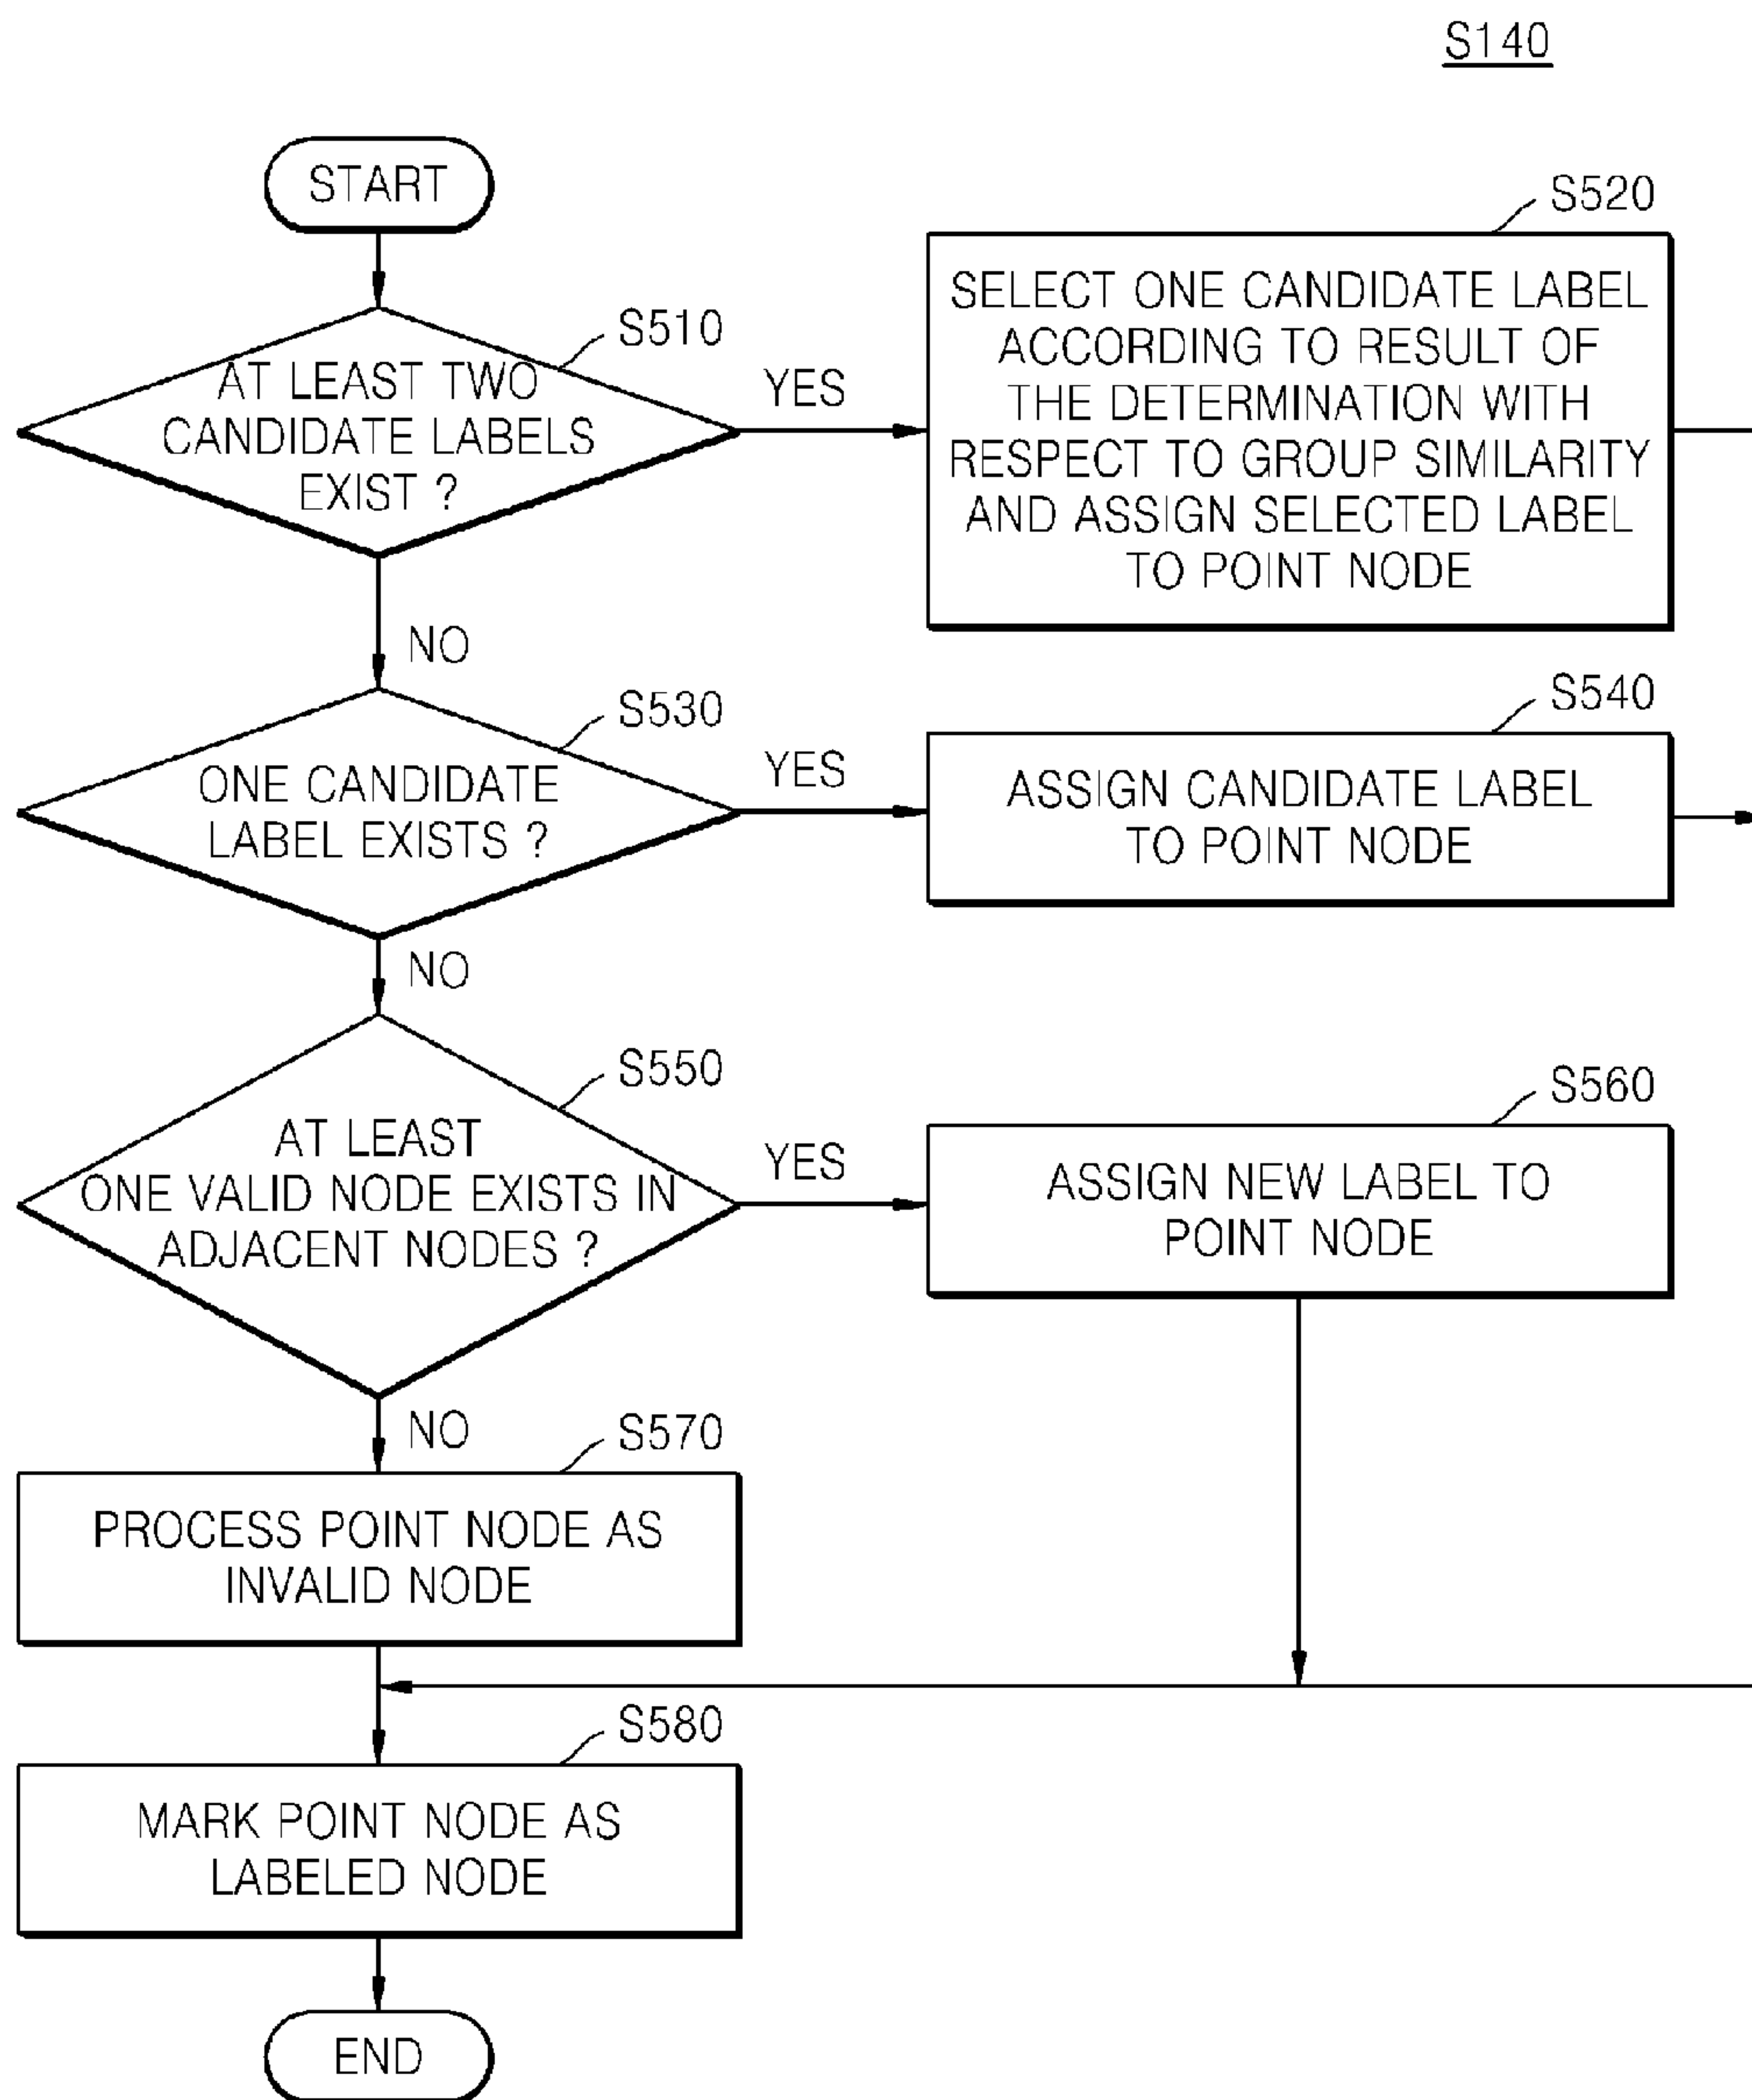 S140
START
S510
AT LEAST TWO
CANDIDATE LABELS
EXIST ?
YES
S520
SELECT ONE CANDIDATE LABEL
ACCORDING TO RESULT OF
THE DETERMINATION WITH
RESPECT TO GROUP SIMILARITY
AND ASSIGN SELECTED LABEL
TO POINT NODE
NO
S530
ONE CANDIDATE
LABEL EXISTS ?
YES
S540
ASSIGN CANDIDATE LABEL
TO POINT NODE
NO
S550
AT LEAST
ONE VALID NODE EXISTS IN
ADJACENT NODES ?
YES
S560
ASSIGN NEW LABEL TO
POINT NODE
NO
S570
PROCESS POINT NODE AS
INVALID NODE
S580
MARK POINT NODE AS
LABELED NODE
END